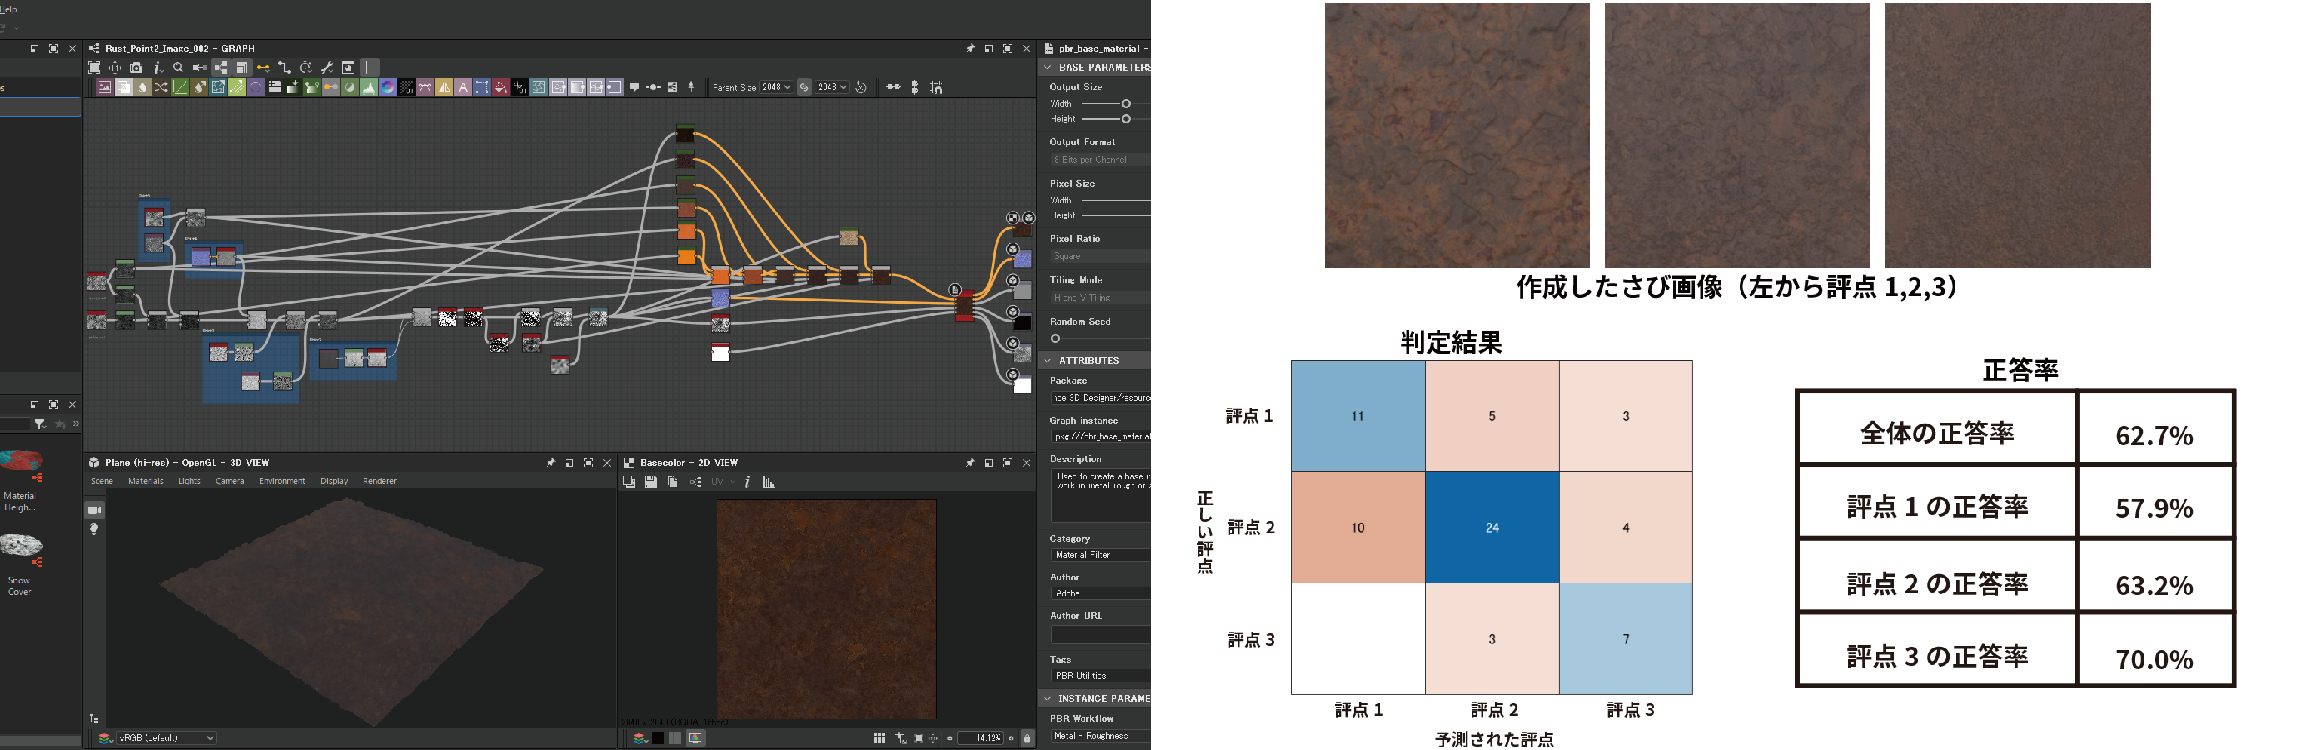 Help
Rust_Point2_Image_002 - GRAPH
Parent Size 2048 2048
Material
Heigh...
Snow
Cover
Plane (hi-res) - OpenGL - 3D VIEW
Scene Materials Lights Camera Environment Display Renderer
sRGB (default)
Basecolor - 2D VIEW
UV
14.12%
pbr_base_material -
BASE PARAMETERS
Output Size
Width
Height
Output Format
8 Bits per Channel
Pixel Size
Width
Height
Pixel Ratio
Square
Tiling Mode
H and V Tiling
Random Seed
ATTRIBUTES
Package
Graph instance
Description
Category
Material Filter
Author
Adobe
Author URL
Tags
PBR Utilities
INSTANCE PARAME
PBR Workflow
Metal - Roughness
作成したさび画像（左から評点 1,2,3）
判定結果
評点 1 11 5 3
評点 2 10 24 4
評点 3 3 7
正しい評点
評点 1 評点 2 評点 3
予測された評点
正答率
全体の正答率 62.7%
評点 1 の正答率 57.9%
評点 2 の正答率 63.2%
評点 3 の正答率 70.0%